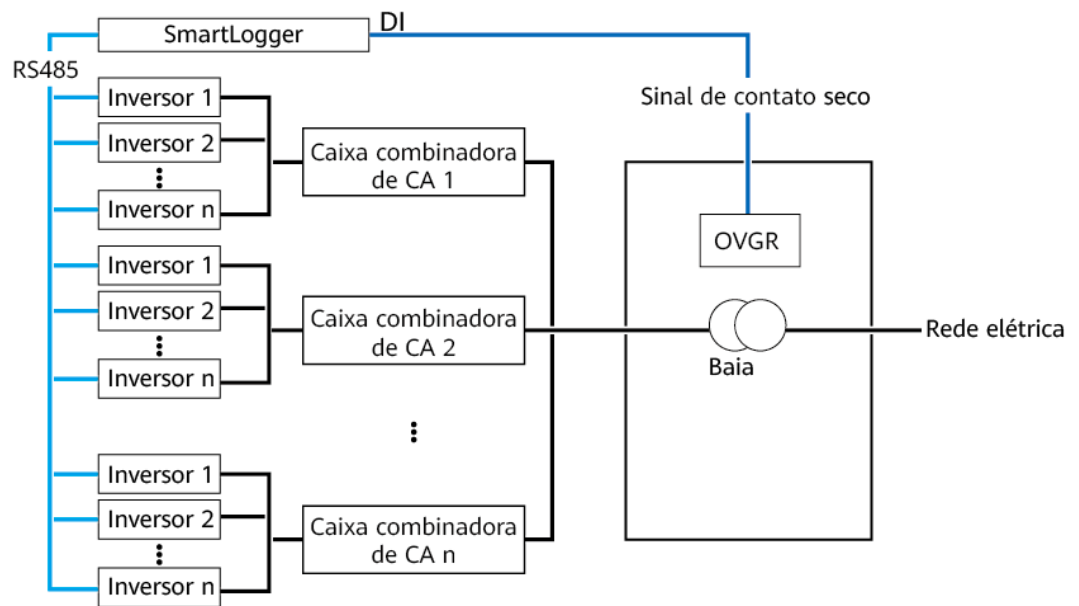 SmartLogger
DI
RS485
Sinal de contato seco
Inversor 1
Inversor 2
Inversor n
Caixa combinadora
de CA 1
OVGR
Inversor 1
Inversor 2
Inversor n
Caixa combinadora
de CA 2
Baia
Rede elétrica
Inversor 1
Inversor 2
Inversor n
Caixa combinadora
de CA n